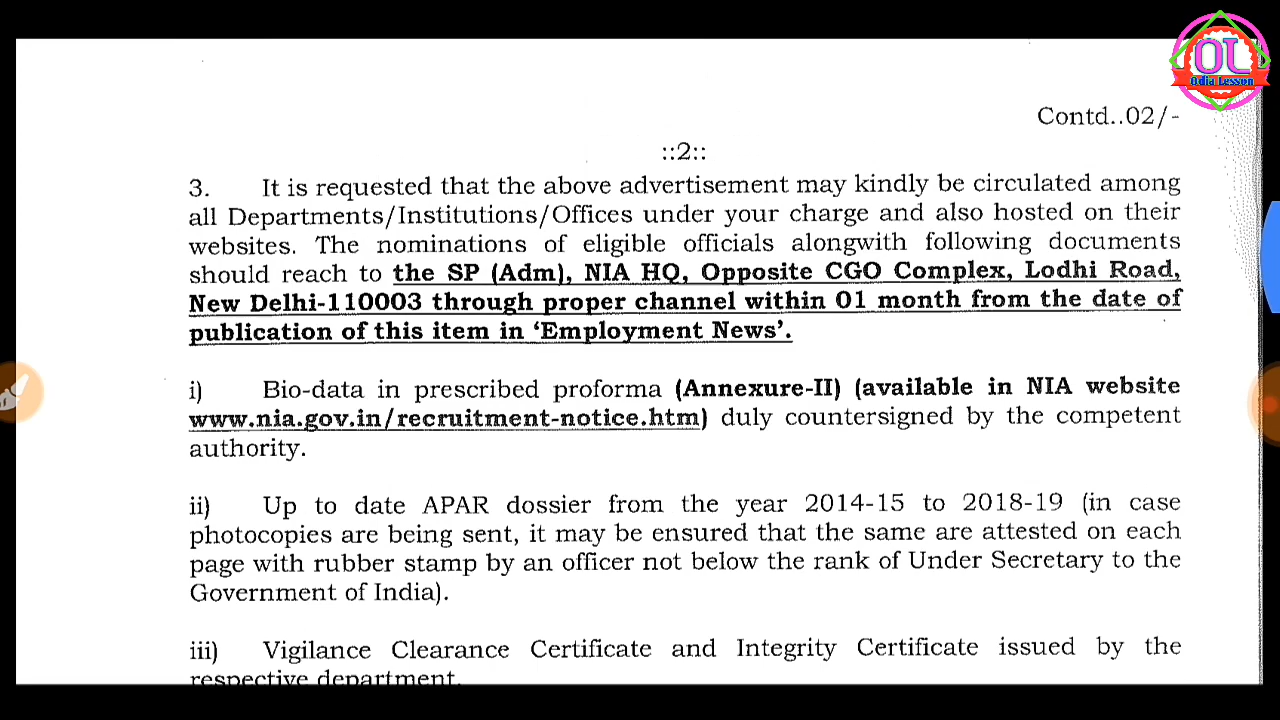 OL
Odia Lesson
Contd..02/-
::2::
3. It is requested that the above advertisement may kindly be circulated among
all Departments/Institutions/Offices under your charge and also hosted on their
websites. The nominations of eligible officials alongwith following documents
should reach to the SP (Adm), NIA HQ, Opposite CGO Complex, Lodhi Road,
New Delhi-110003 through proper channel within 01 month from the date of
publication of this item in ‘Employment News’.
i) Bio-data in prescribed proforma (Annexure-II) (available in NIA website
www.nia.gov.in/recruitment-notice.htm) duly countersigned by the competent
authority.
ii) Up to date APAR dossier from the year 2014-15 to 2018-19 (in case
photocopies are being sent, it may be ensured that the same are attested on each
page with rubber stamp by an officer not below the rank of Under Secretary to the
Government of India).
iii) Vigilance Clearance Certificate and Integrity Certificate issued by the
respective department.